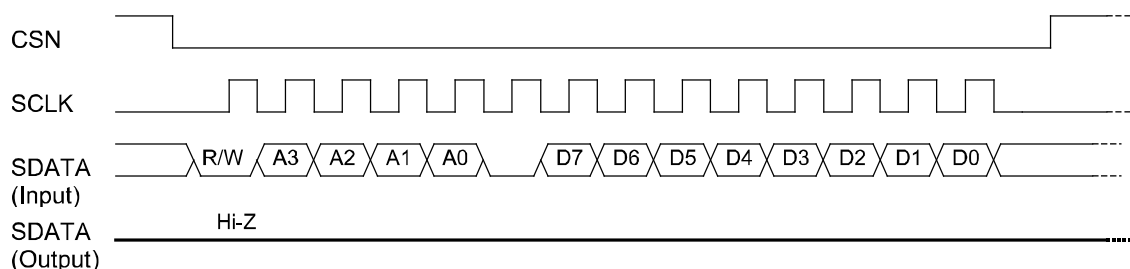 CSN
SCLK
SDATA
(Input)
R/W A3 A2 A1 A0 D7 D6 D5 D4 D3 D2 D1 D0
Hi-Z
SDATA
(Output)